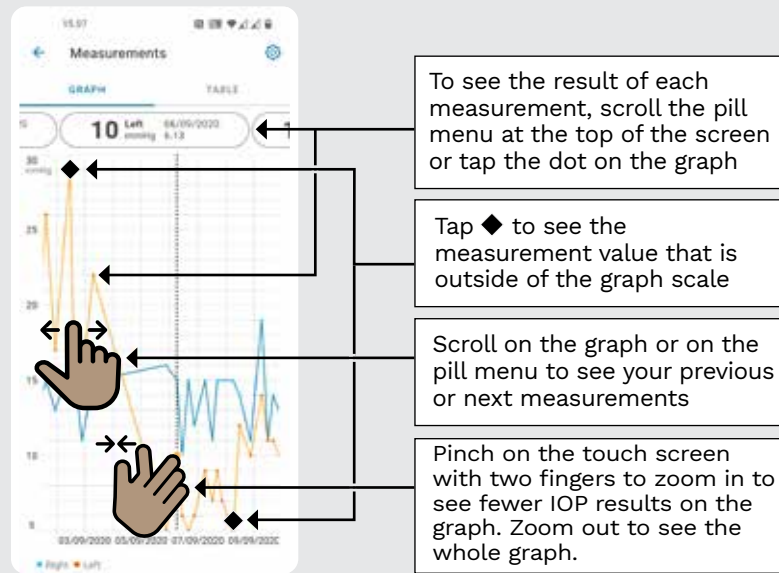 15.07
Measurements
GRAPH TABLE
10 Left 06/09/2020
mmHg 6.13
30
mmHg
25
20
15
10
5
03/09/2020 05/09/2020 07/09/2020 09/09/2020
Right Left
To see the result of each
measurement, scroll the pill
menu at the top of the screen
or tap the dot on the graph
Tap ◆ to see the
measurement value that is
outside of the graph scale
Scroll on the graph or on the
pill menu to see your previous
or next measurements
Pinch on the touch screen
with two fingers to zoom in to
see fewer IOP results on the
graph. Zoom out to see the
whole graph.